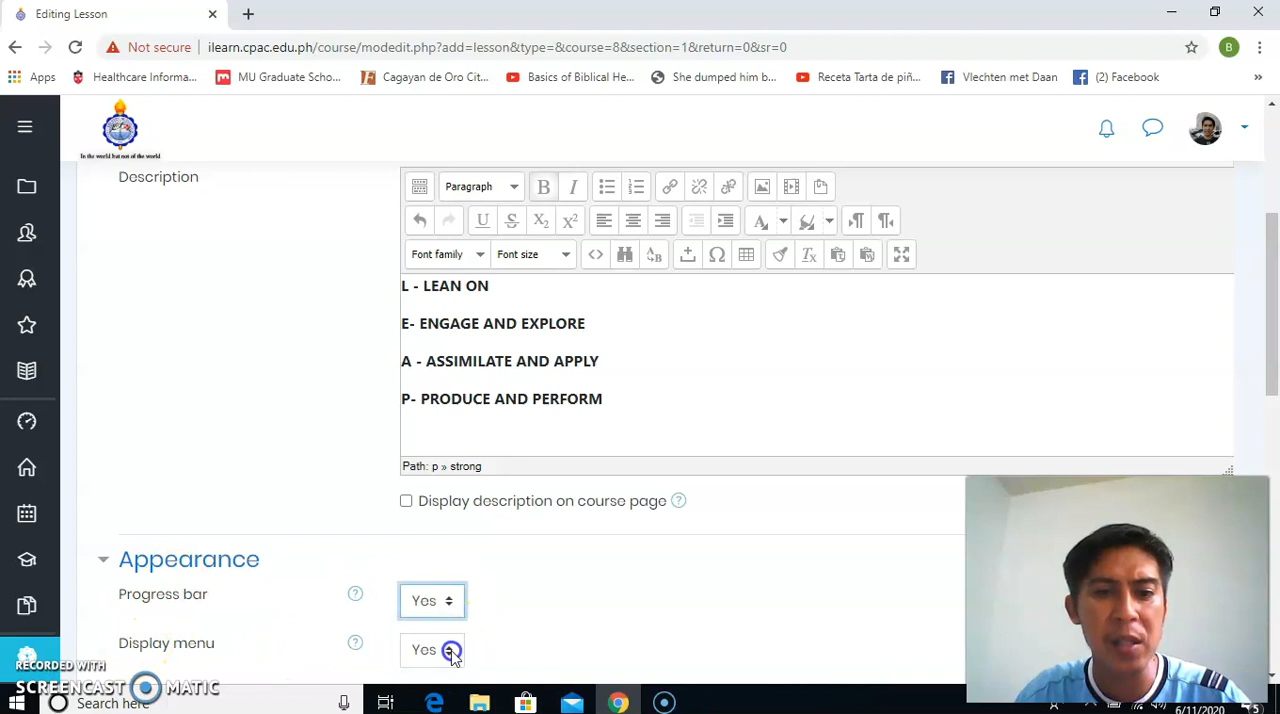 Editing Lesson
Not secure | ilearn.cpac.edu.ph/course/modedit.php?add=lesson&type=&course=8&section=1&return=0&sr=0
B
Apps Healthcare Informa... MU Graduate Scho... Cagayan de Oro Cit... Basics of Biblical He... She dumped him b... Receta Tarta de piñ... Vlechten met Daan (2) Facebook »
In the world but not of the world
Description
Paragraph B I
U S X₂ X²
Font family Font size
L - LEAN ON
E- ENGAGE AND EXPLORE
A - ASSIMILATE AND APPLY
P- PRODUCE AND PERFORM
Path: p » strong
Display description on course page
Appearance
Progress bar Yes
Display menu Yes
RECORDED WITH
SCREENCAST MATIC
Search here
6/11/2020